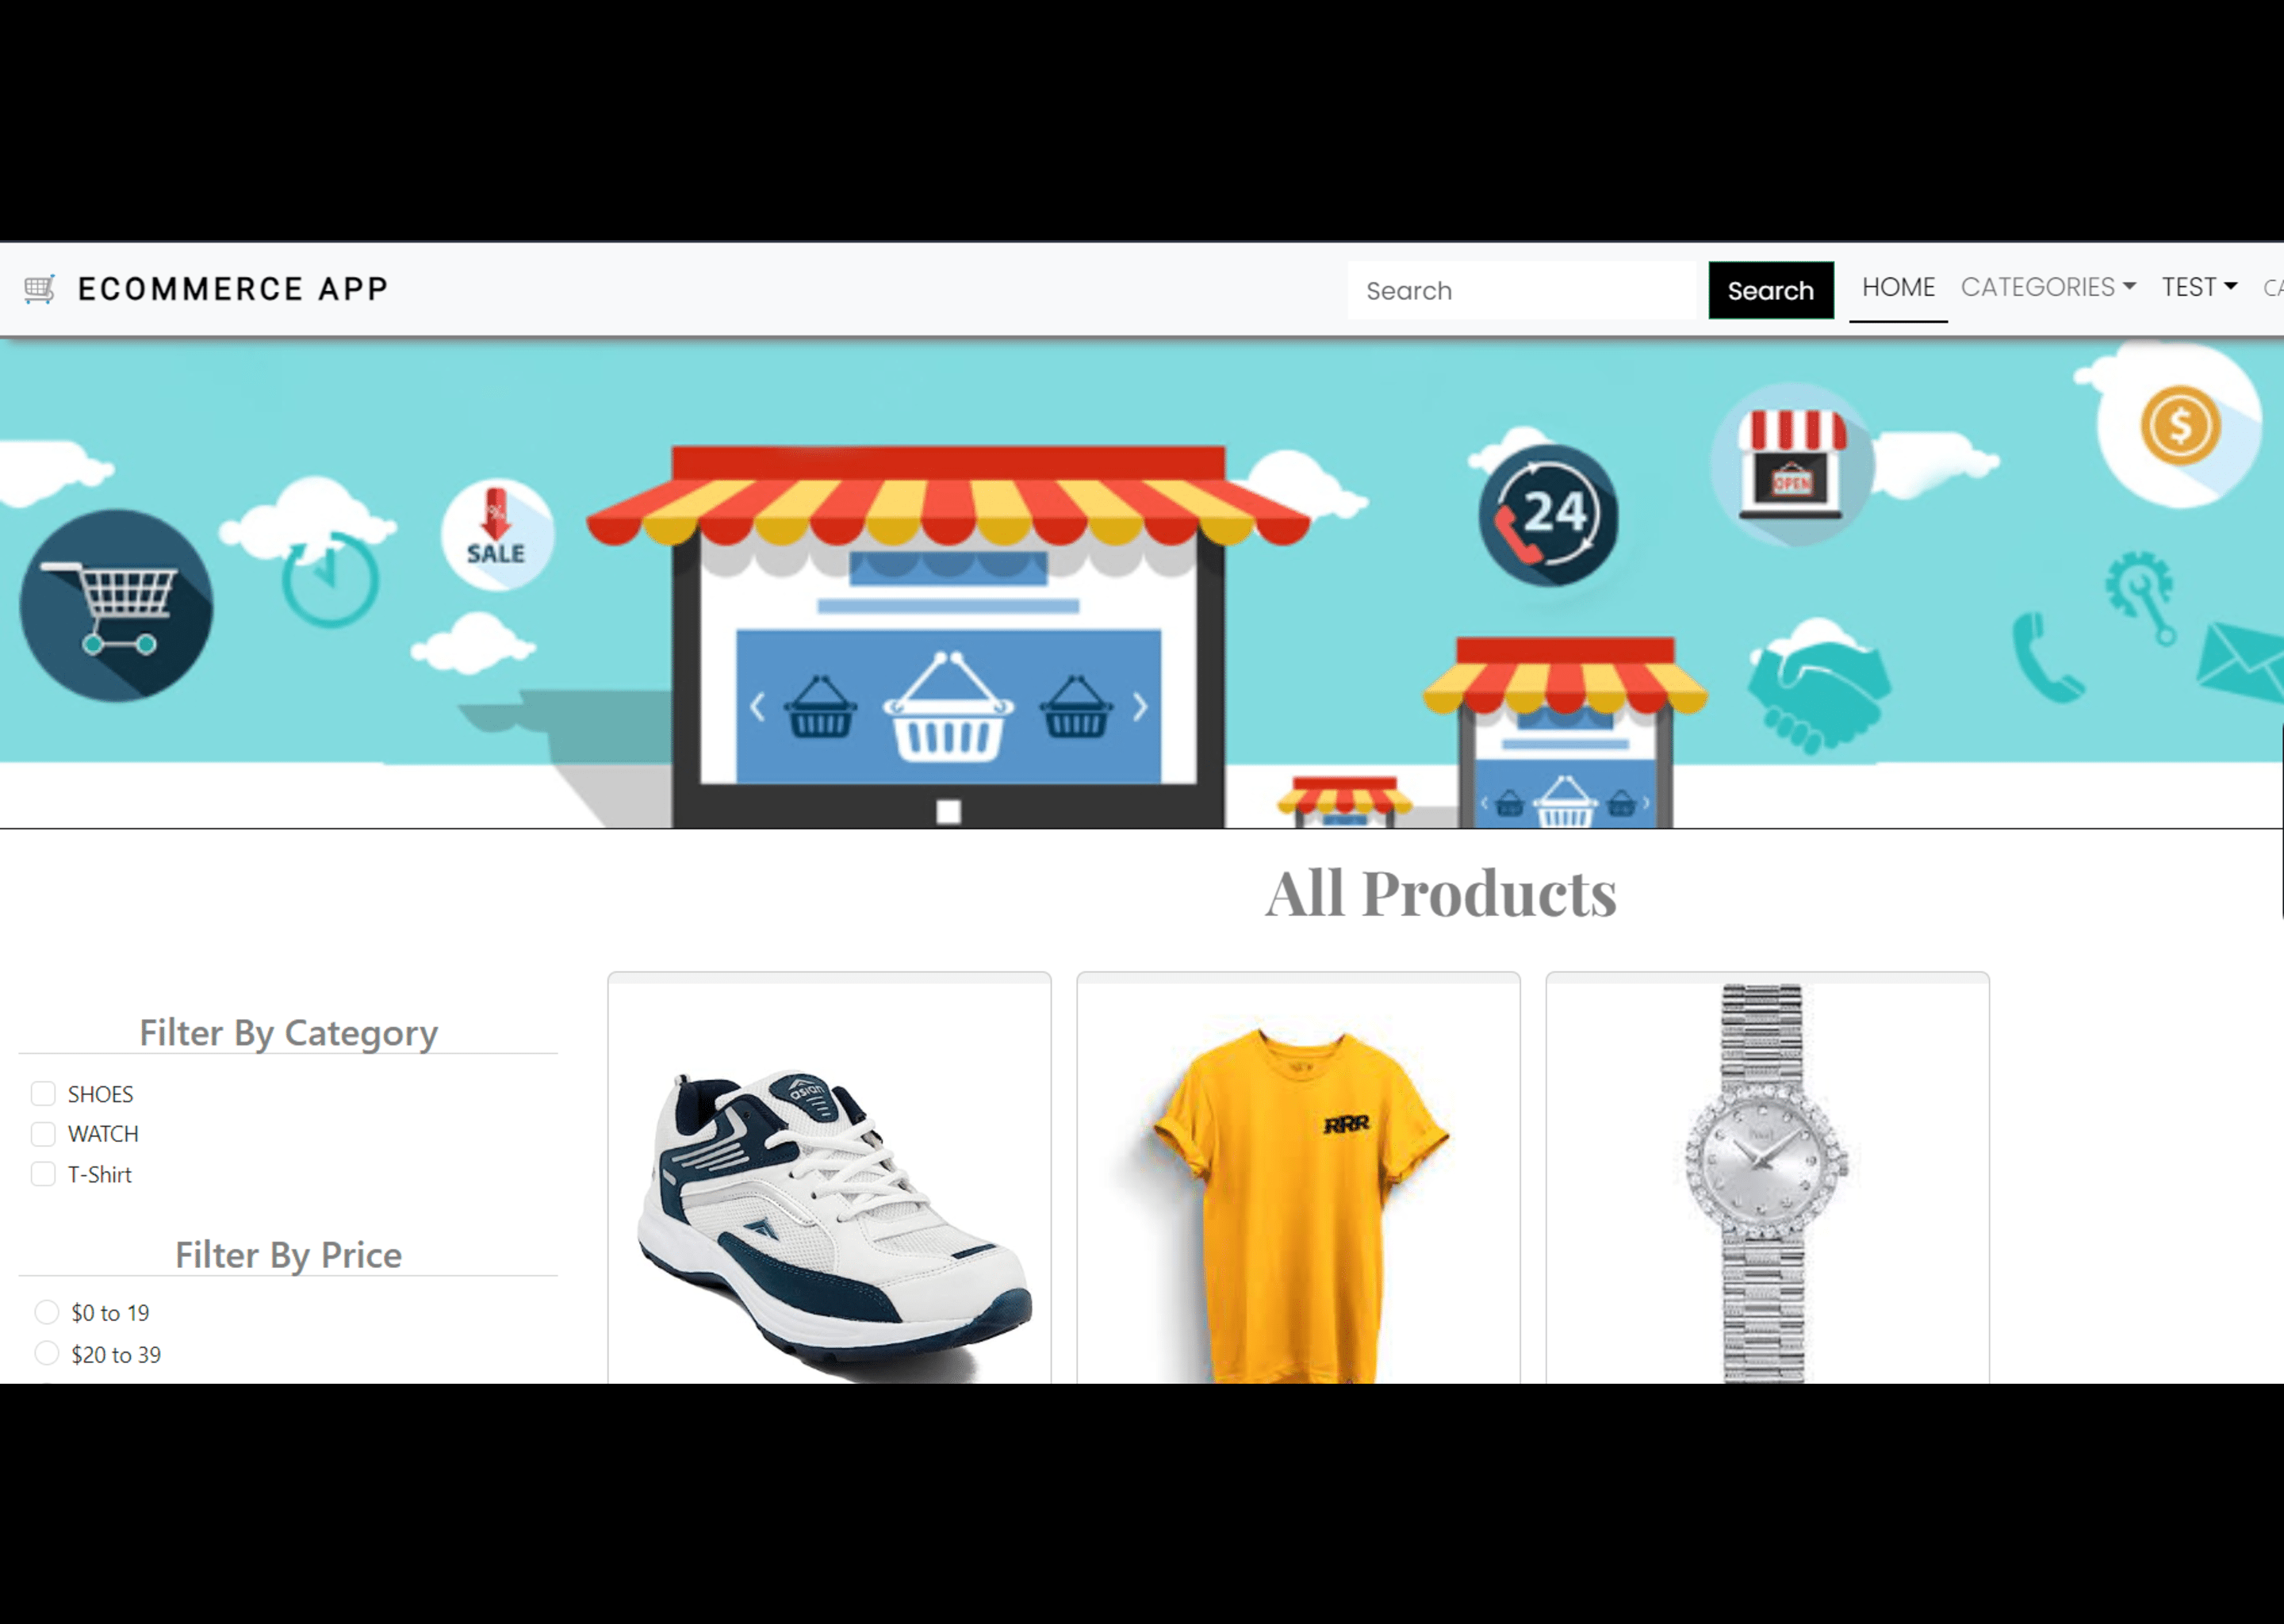 ECOMMERCE APP
Search
Search
HOME
CATEGORIES
TEST
CA
%
SALE
24
OPEN
$
All Products
Filter By Category
SHOES
WATCH
T-Shirt
Filter By Price
$0 to 19
$20 to 39
asian
RRR